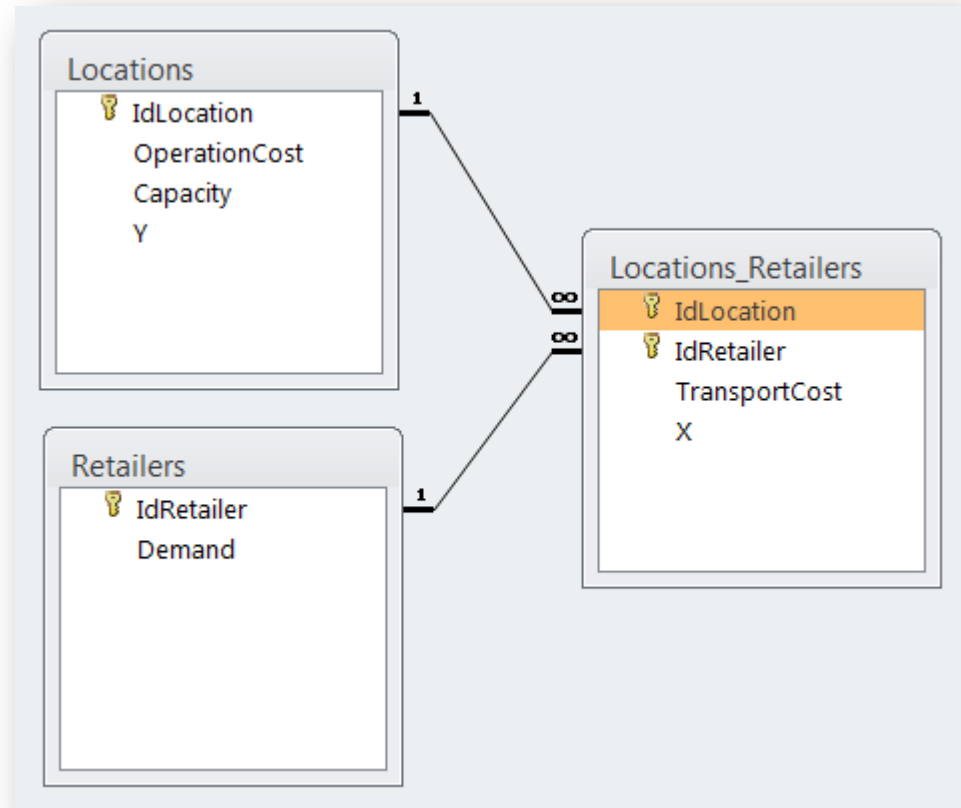 Locations
IdLocation
OperationCost
Capacity
Y
1
Locations_Retailers
∞
IdLocation
∞
IdRetailer
TransportCost
X
Retailers
IdRetailer
1
Demand